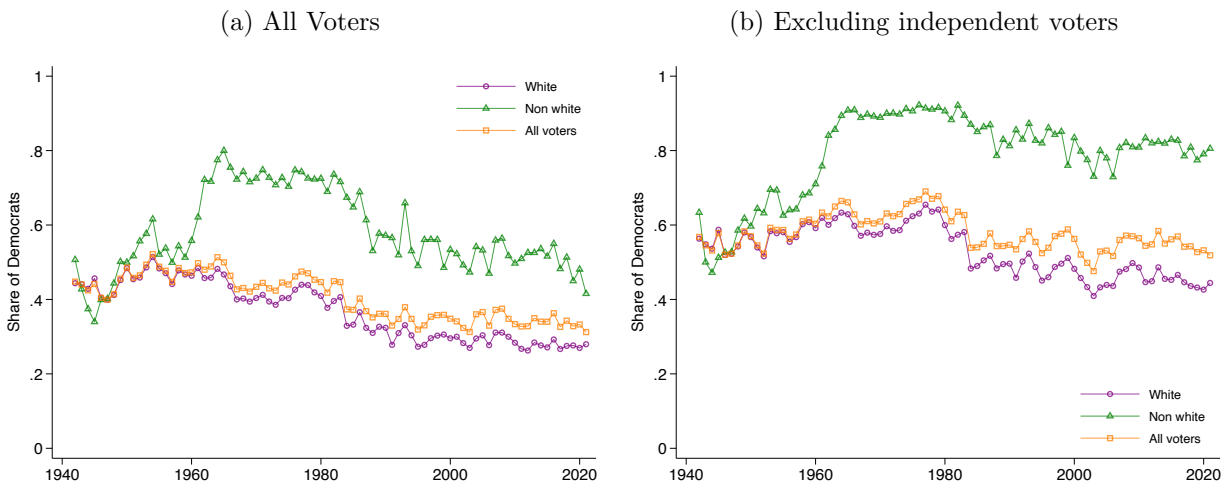 (a) All Voters
1
.8
.6
.4
.2
0
Share of Democrats
1940
1960
1980
2000
2020
White
Non white
All voters
(b) Excluding independent voters
1
.8
.6
.4
.2
0
Share of Democrats
1940
1960
1980
2000
2020
White
Non white
All voters